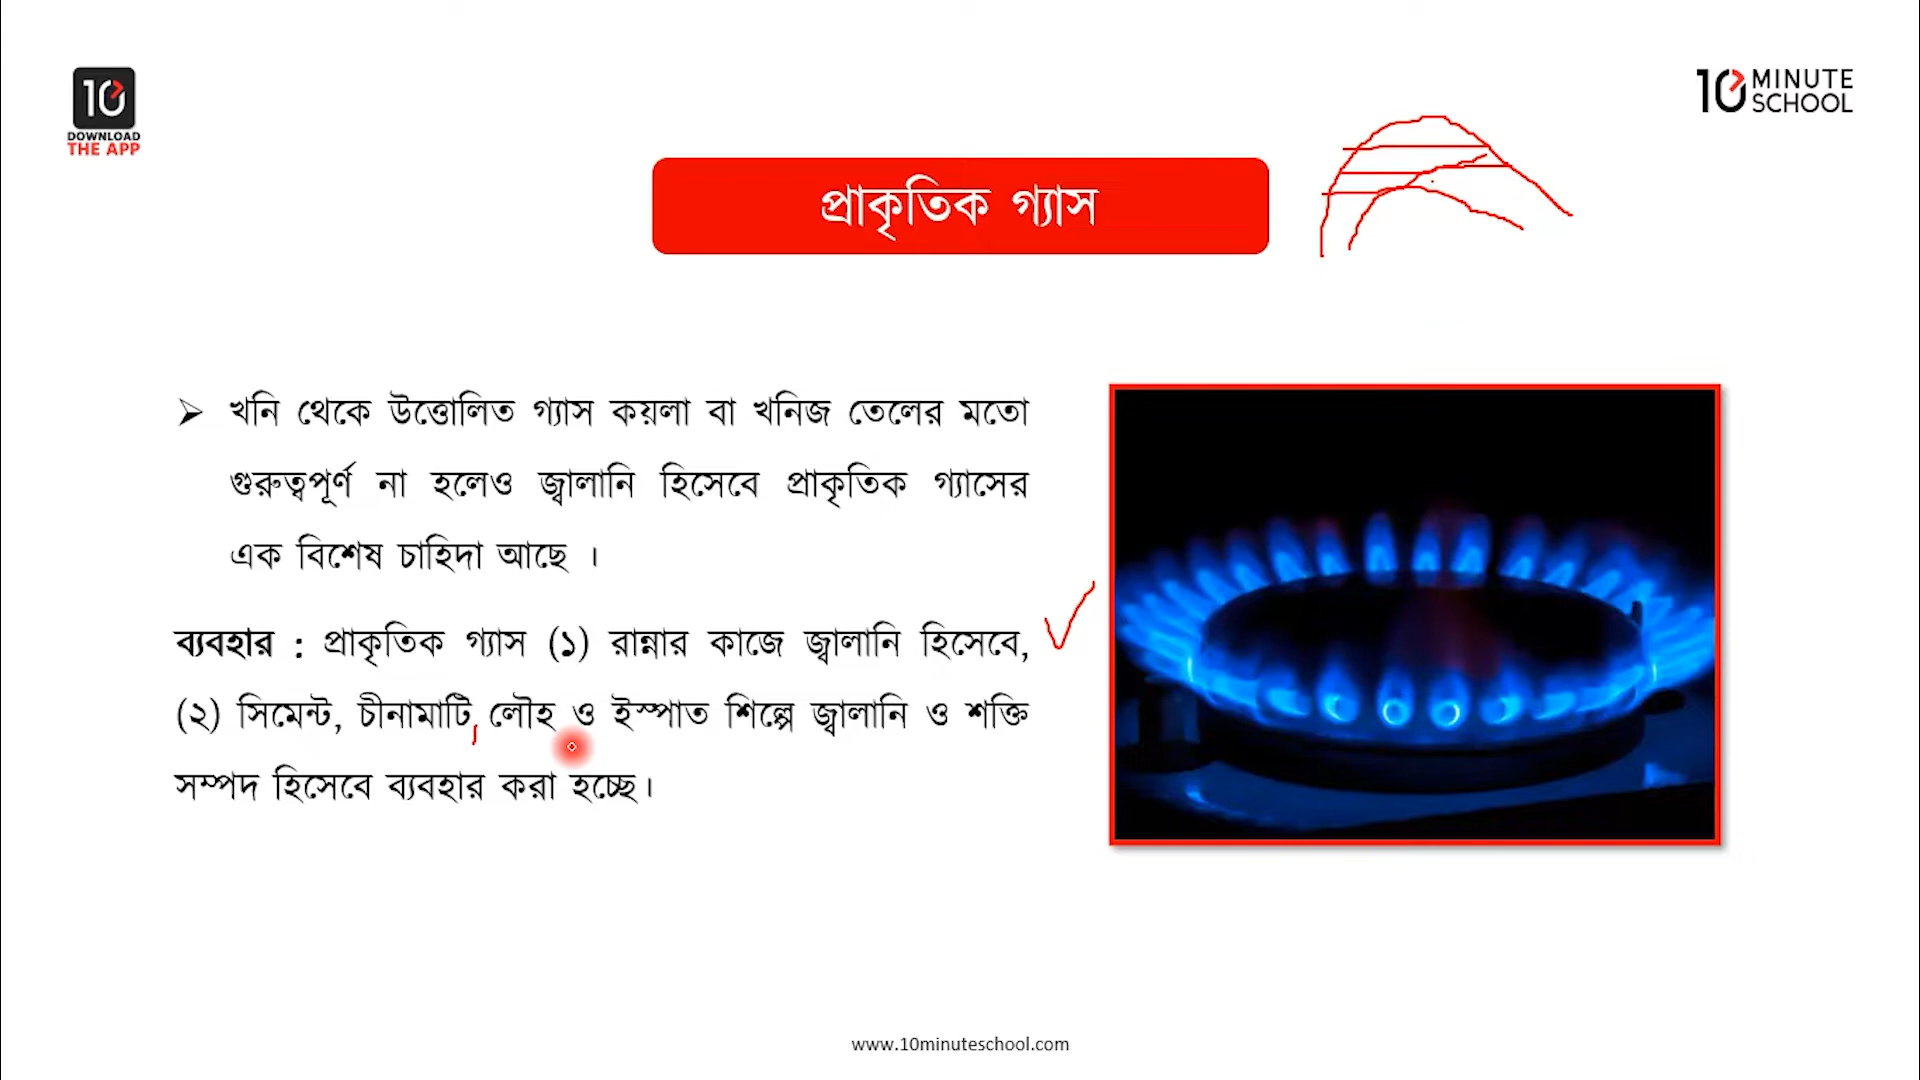 10
DOWNLOAD
THE APP
10 MINUTE
SCHOOL
প্রাকৃতিক গ্যাস
➢ খনি থেকে উত্তোলিত গ্যাস কয়লা বা খনিজ তেলের মতো
গুরুত্বপূর্ণ না হলেও জ্বালানি হিসেবে প্রাকৃতিক গ্যাসের
এক বিশেষ চাহিদা আছে ।
ব্যবহার : প্রাকৃতিক গ্যাস (১) রান্নার কাজে জ্বালানি হিসেবে,
(২) সিমেন্ট, চীনামাটি, লৌহ ও ইস্পাত শিল্পে জ্বালানি ও শক্তি
সম্পদ হিসেবে ব্যবহার করা হচ্ছে।
www.10minuteschool.com